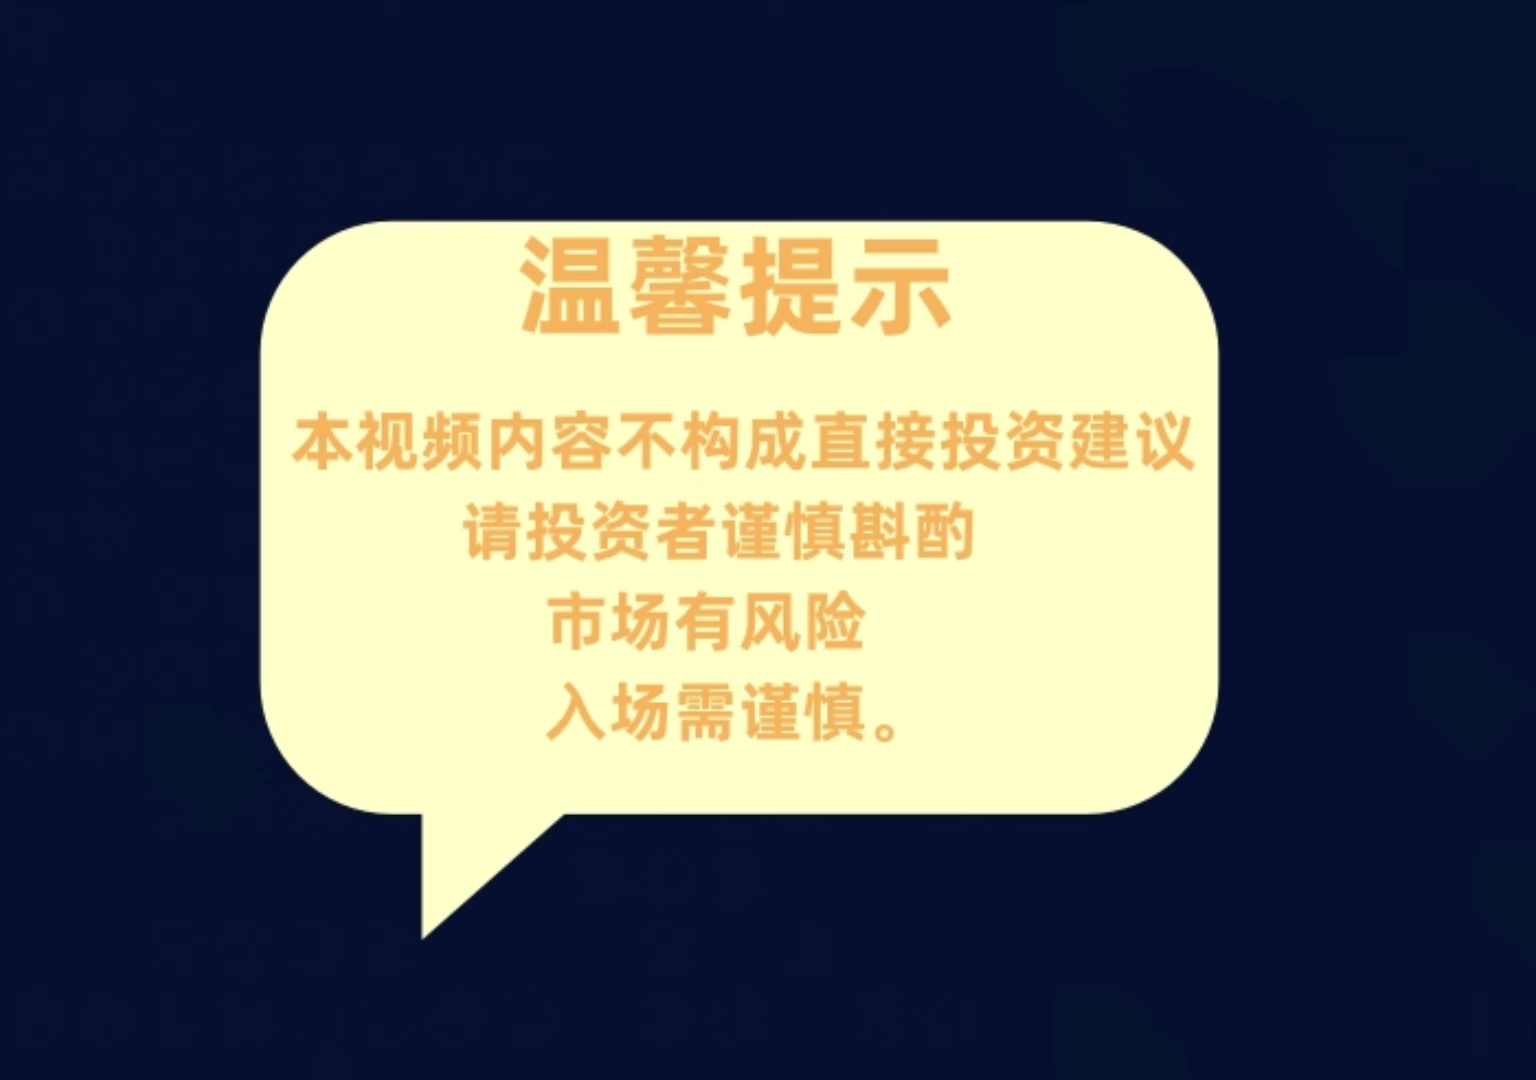 温馨提示
本视频内容不构成直接投资建议
请投资者谨慎斟酌
市场有风险
入场需谨慎。